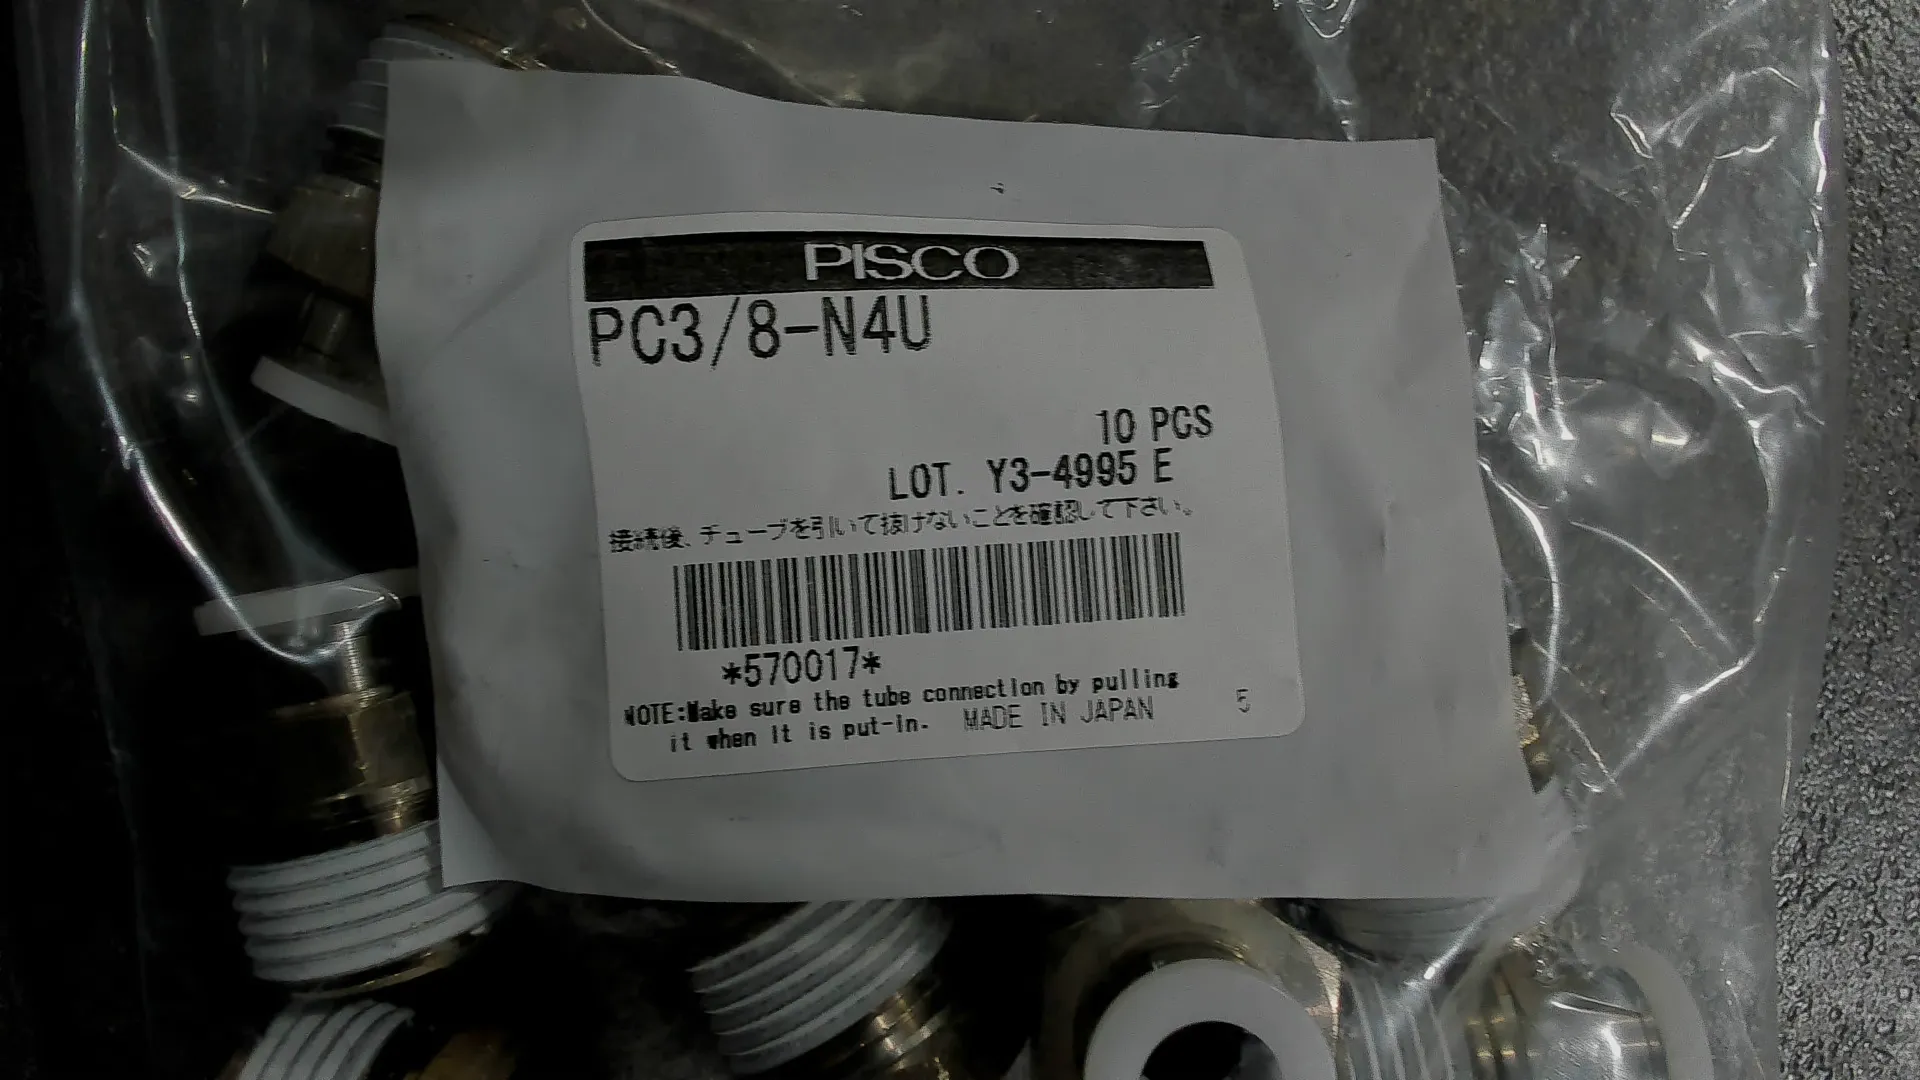 PISCO
PC3/8-N4U
10 PCS
LOT. Y3-4995 E
接続後、チューブを引いて抜けないことを確認して下さい。
*570017*
NOTE:Make sure the tube connection by pulling
it when it is put-in. MADE IN JAPAN
5